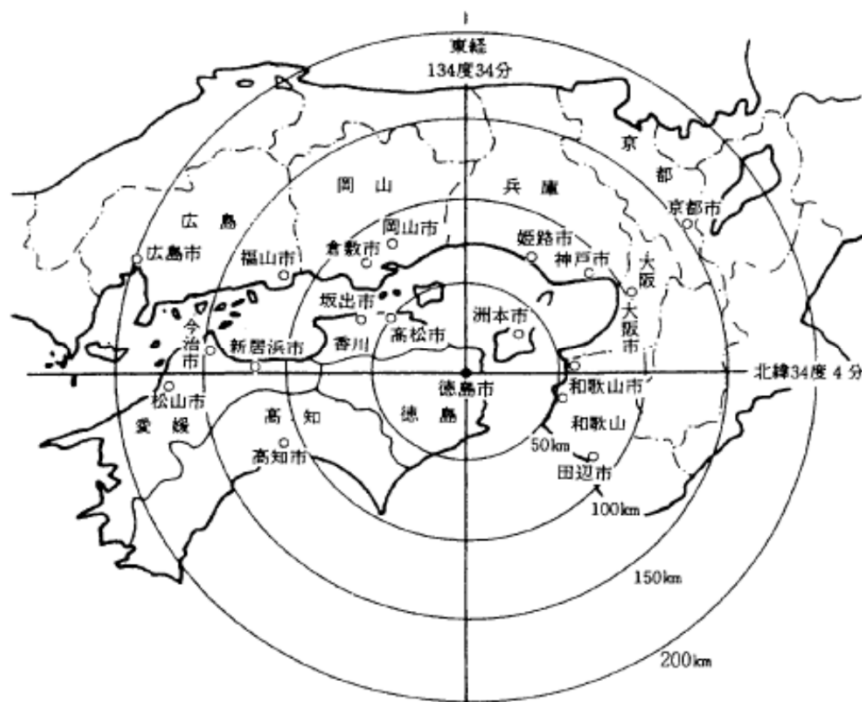 東経
134度34分
京都
岡山
兵庫
広島
京都市
岡山市
広島市
倉敷市
姫路市
福山市
神戸市
大阪
坂出市
大阪市
洲本市
高松市
今治市
新居浜市
香川
北緯34度4分
徳島市
和歌山市
松山市
愛媛
高知
徳島
和歌山
高知市
50km
田辺市
100km
150km
200km